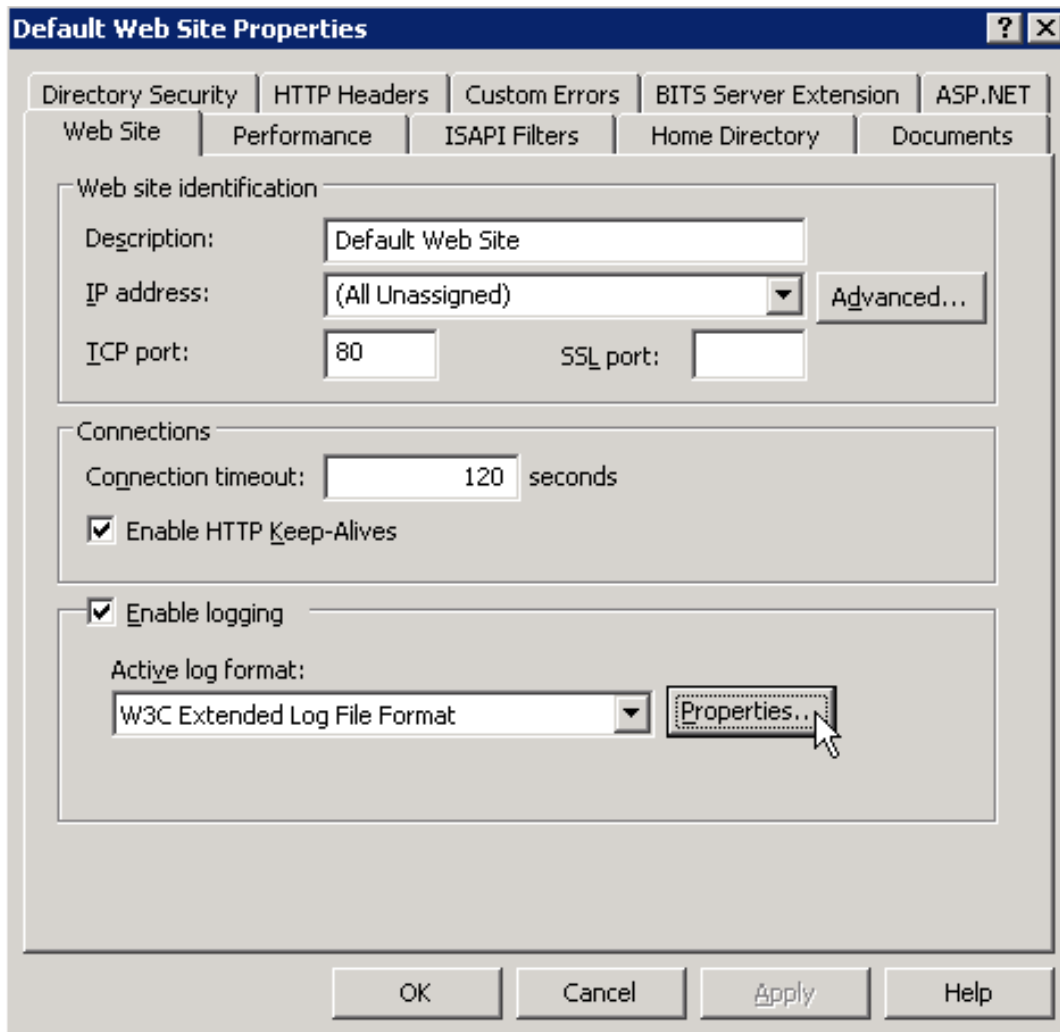 Default Web Site Properties
Directory Security HTTP Headers Custom Errors BITS Server Extension ASP.NET
Web Site Performance ISAPI Filters Home Directory Documents
Web site identification
Description: Default Web Site
IP address: (All Unassigned) Advanced...
TCP port: 80 SSL port:
Connections
Connection timeout: 120 seconds
Enable HTTP Keep-Alives
Enable logging
Active log format:
W3C Extended Log File Format Properties...
OK Cancel Apply Help